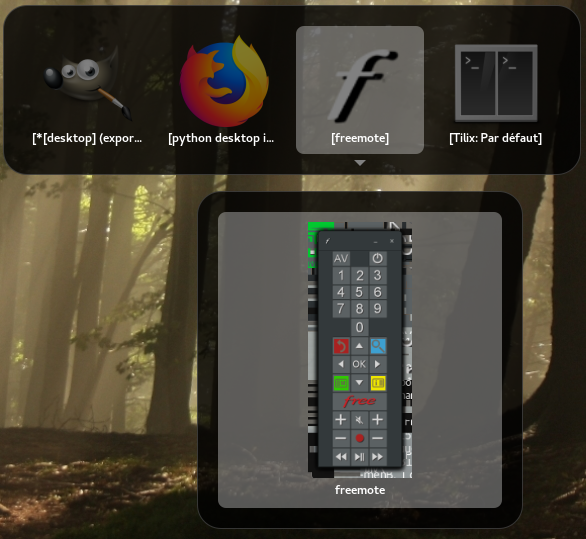 [*[desktop] (expor...
[python desktop i...
[freemote]
[Tilix: Par défaut]
AV
1 2 3
4 5 6
7 8 9
0
OK
free
freemote